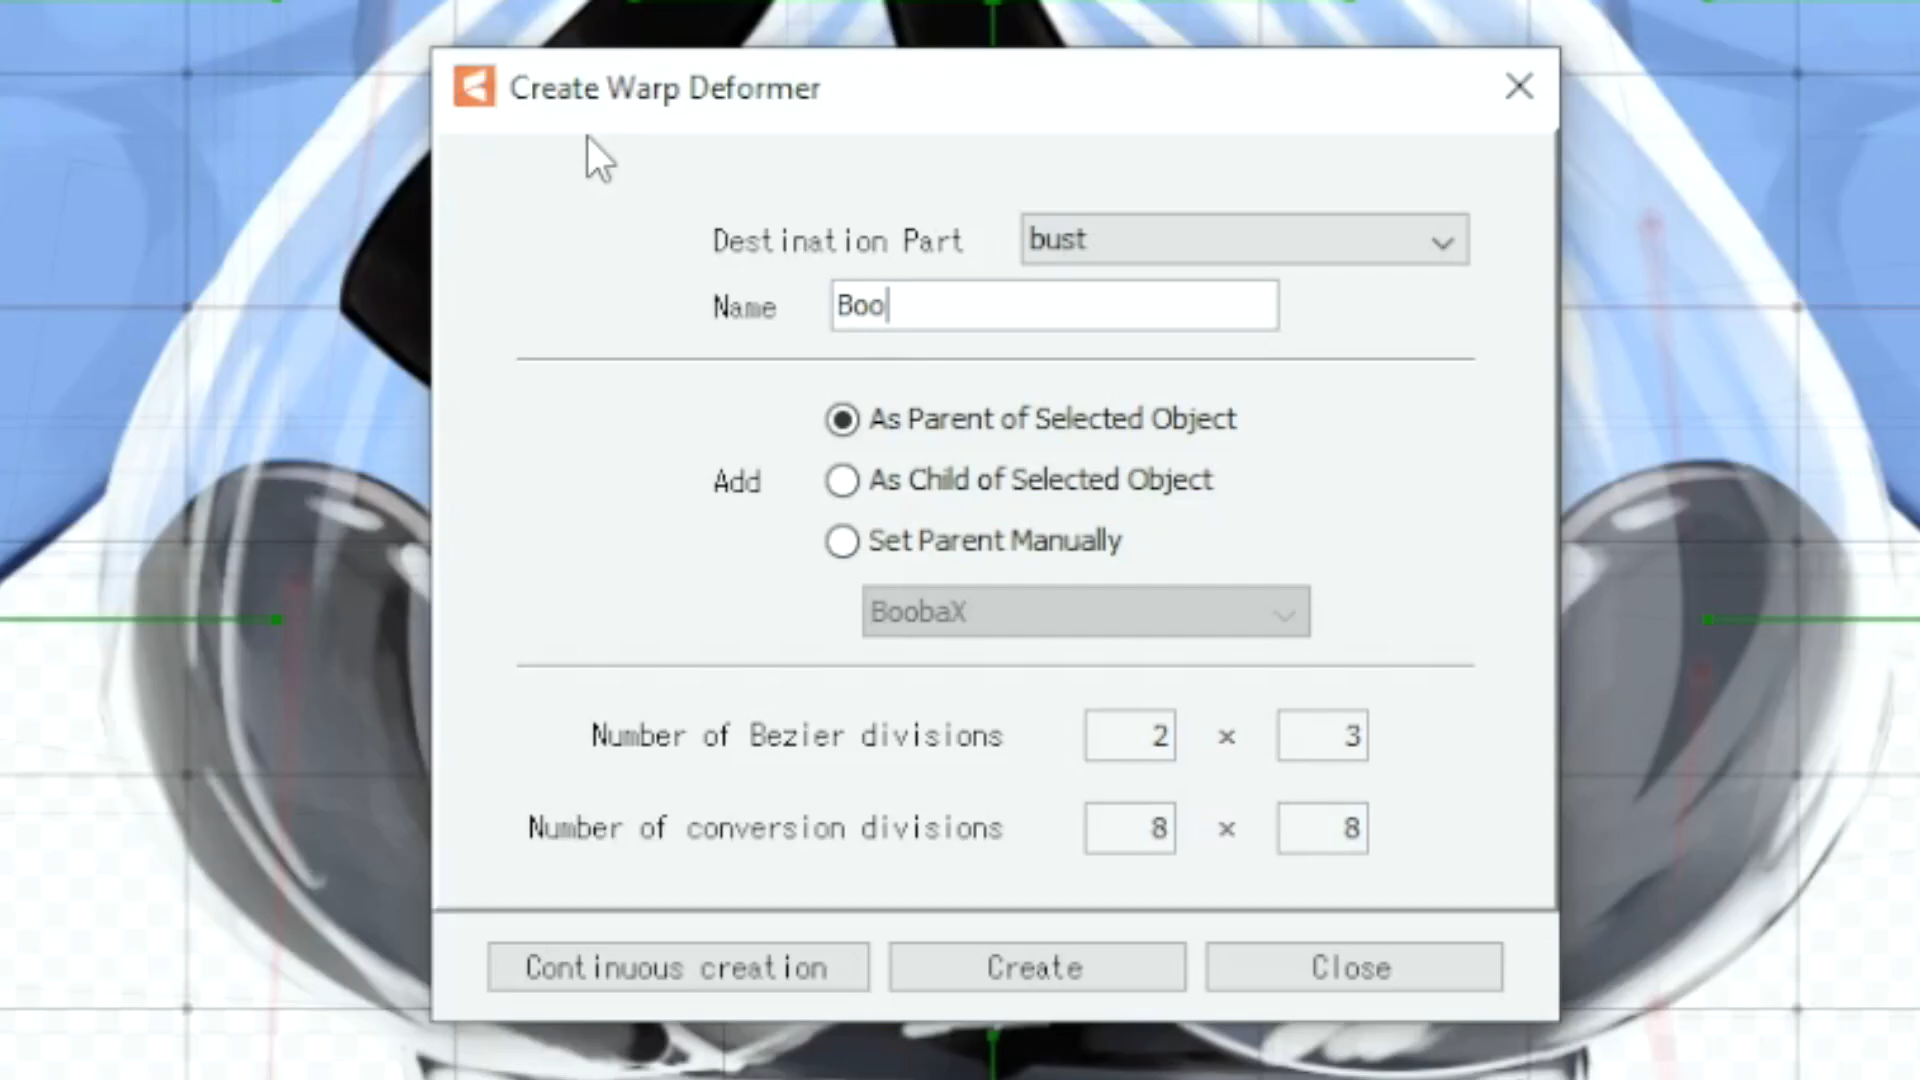 Create Warp Deformer
Destination Part bust
Name Boo
As Parent of Selected Object
Add As Child of Selected Object
Set Parent Manually
BoobaX
Number of Bezier divisions 2 × 3
Number of conversion divisions 8 × 8
Continuous creation Create Close